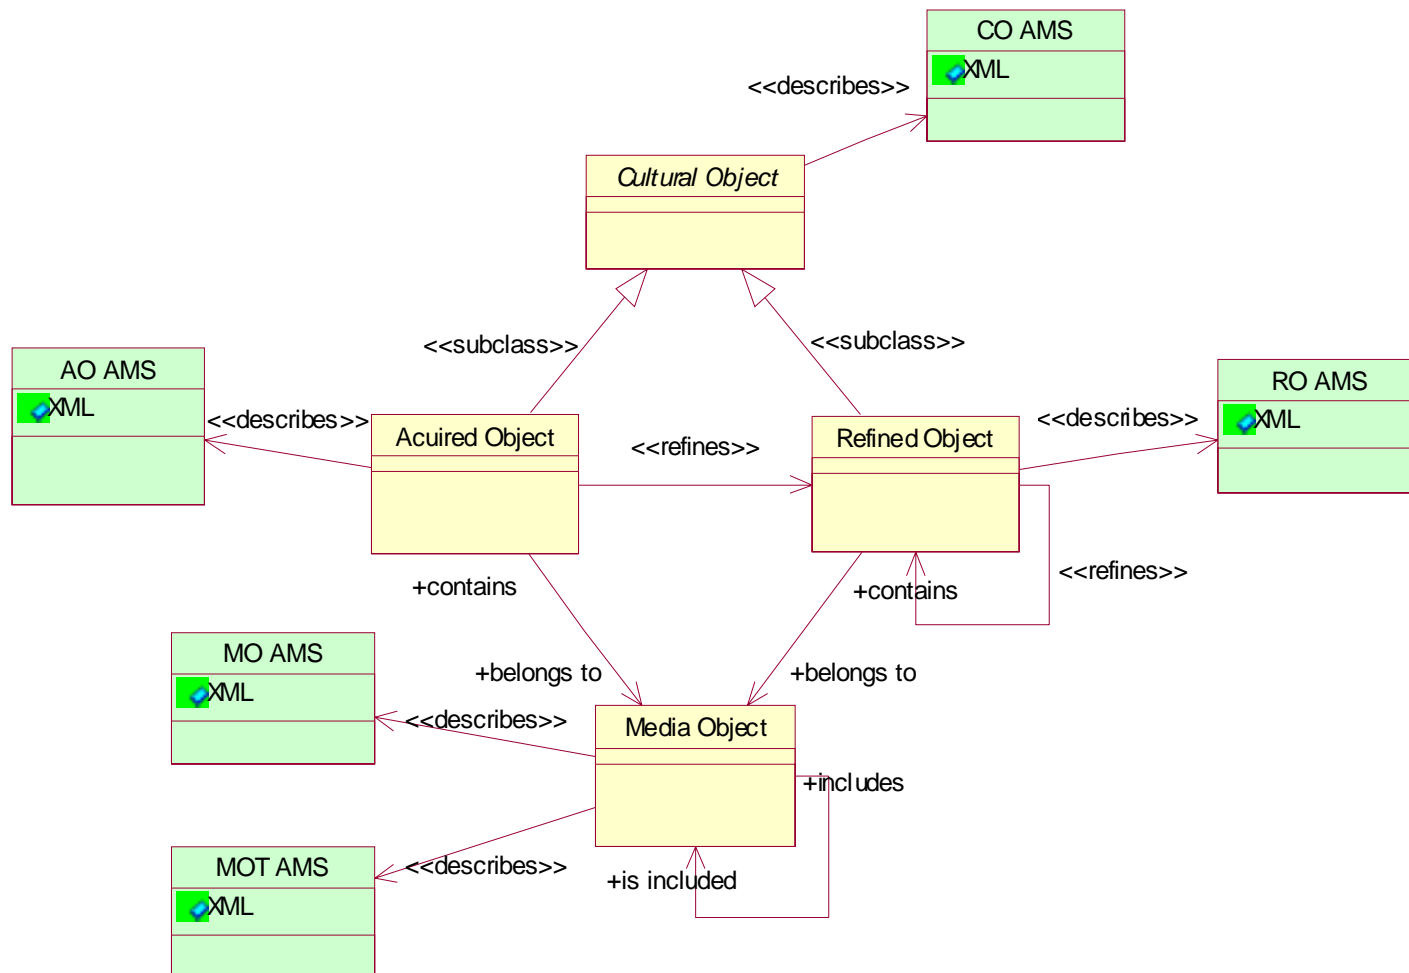 CO AMS
XML
<<describes>>
Cultural Object
<<subclass>>
<<subclass>>
AO AMS
XML
<<describes>>
Acuired Object
<<refines>>
Refined Object
<<describes>>
RO AMS
XML
+contains
+contains
<<refines>>
MO AMS
XML
+belongs to
+belongs to
<<describes>>
Media Object
+includes
MOT AMS
XML
<<describes>>
+is included